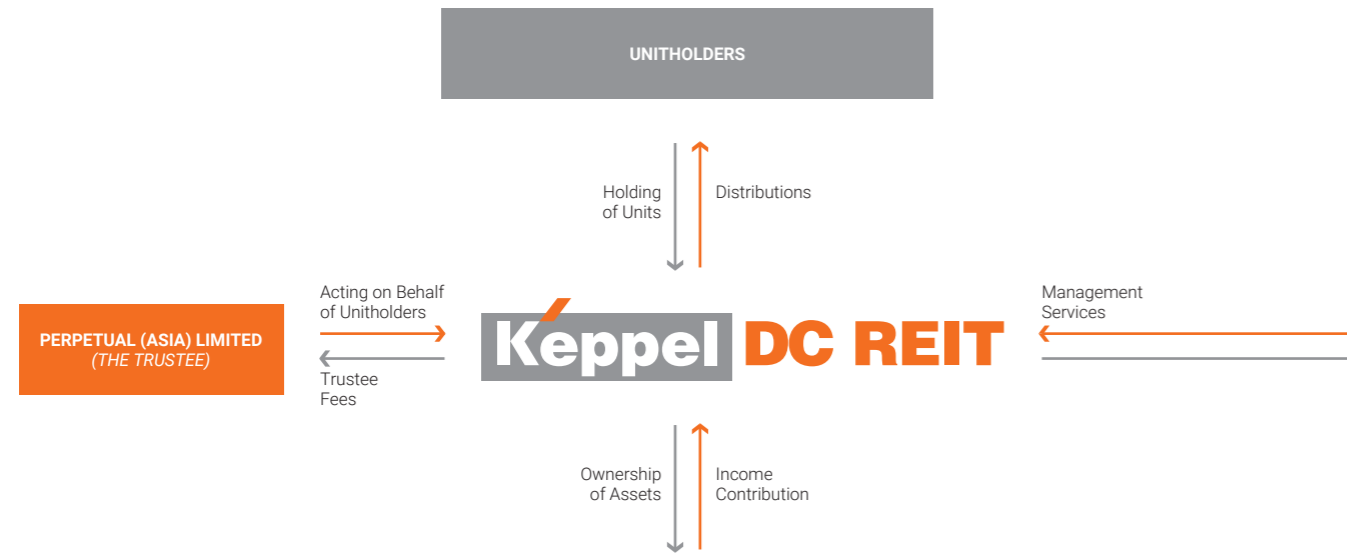 UNITHOLDERS
Holding
of Units
Distributions
Acting on Behalf
of Unitholders
Management
Services
PERPETUAL (ASIA) LIMITED
(THE TRUSTEE)
Keppel DC REIT
Trustee
Fees
Ownership
of Assets
Income
Contribution